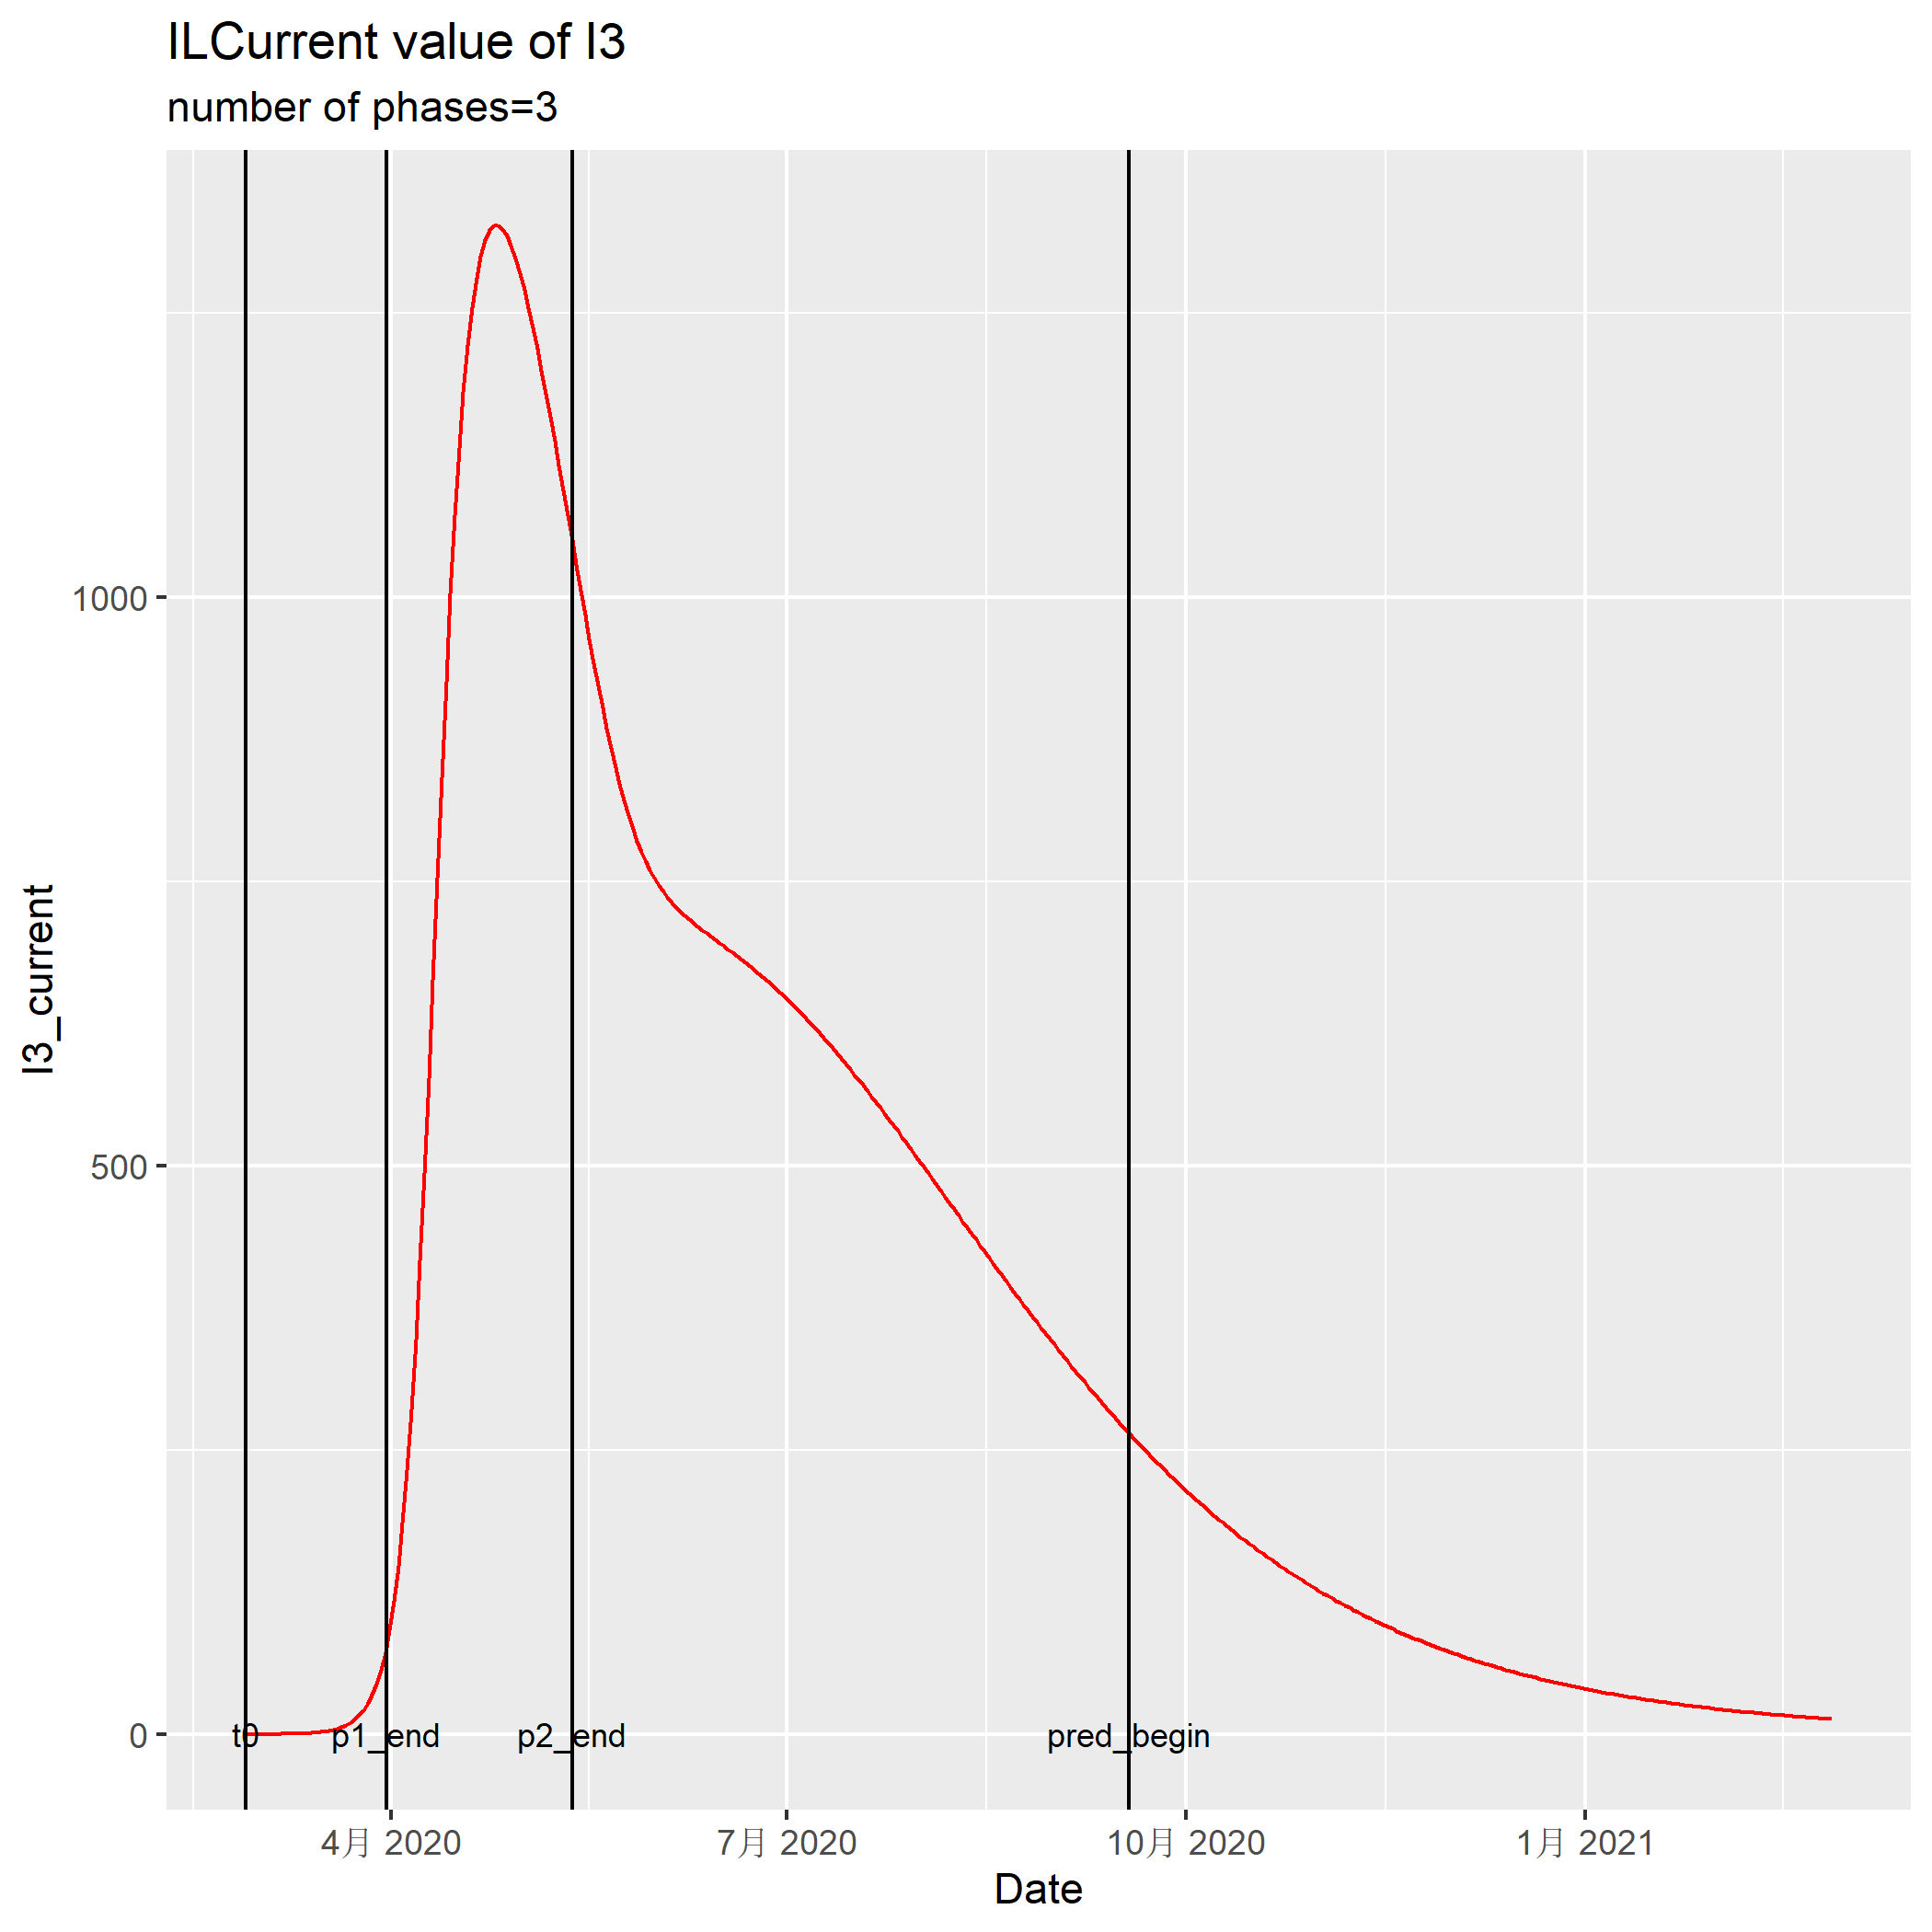 ILCurrent value of I3
number of phases=3
I3_current
1000
500
0
t0
p1_end
p2_end
pred_begin
4月 2020
7月 2020
10月 2020
1月 2021
Date